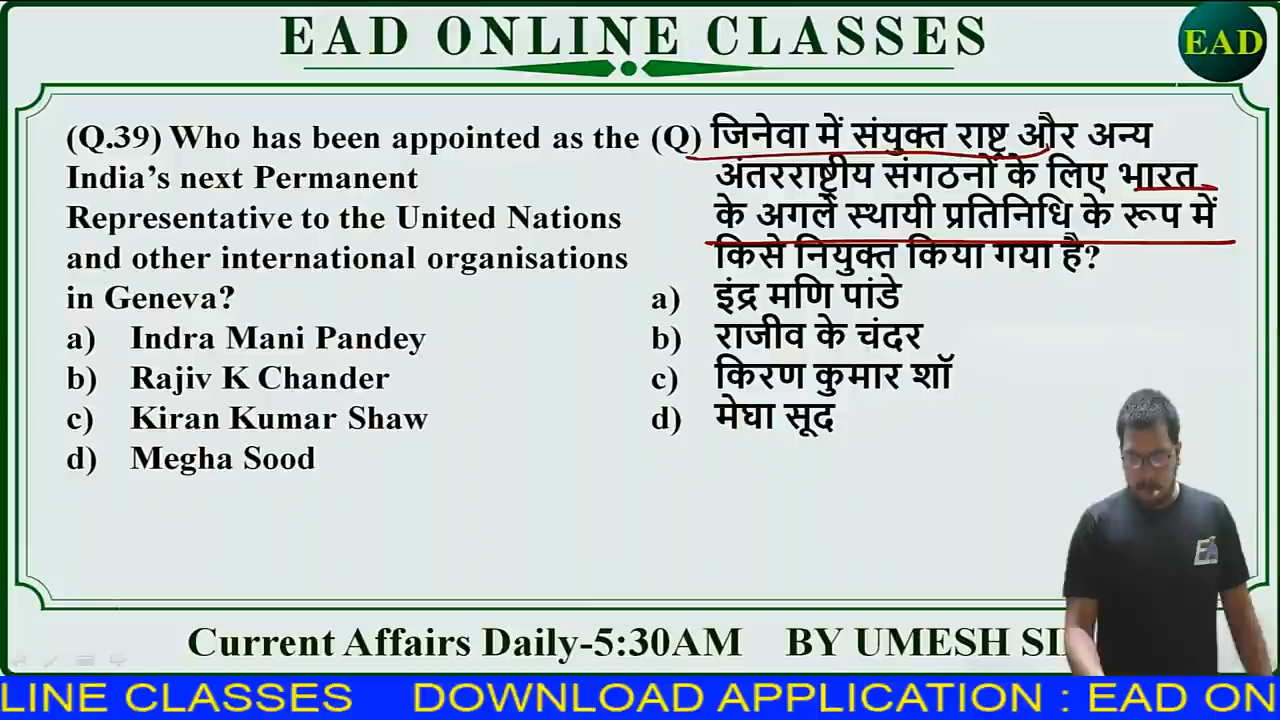 EAD ONLINE CLASSES
EAD
(Q.39) Who has been appointed as the
India’s next Permanent
Representative to the United Nations
and other international organisations
in Geneva?
a) Indra Mani Pandey
b) Rajiv K Chander
c) Kiran Kumar Shaw
d) Megha Sood
(Q) जिनेवा में संयुक्त राष्ट्र और अन्य
अंतरराष्ट्रीय संगठनों के लिए भारत
के अगले स्थायी प्रतिनिधि के रूप में
किसे नियुक्त किया गया है?
a) इंद्र मणि पांडे
b) राजीव के चंदर
c) किरण कुमार शॉ
d) मेघा सूद
Current Affairs Daily-5:30AM BY UMESH
LINE CLASSES DOWNLOAD APPLICATION : EAD ON